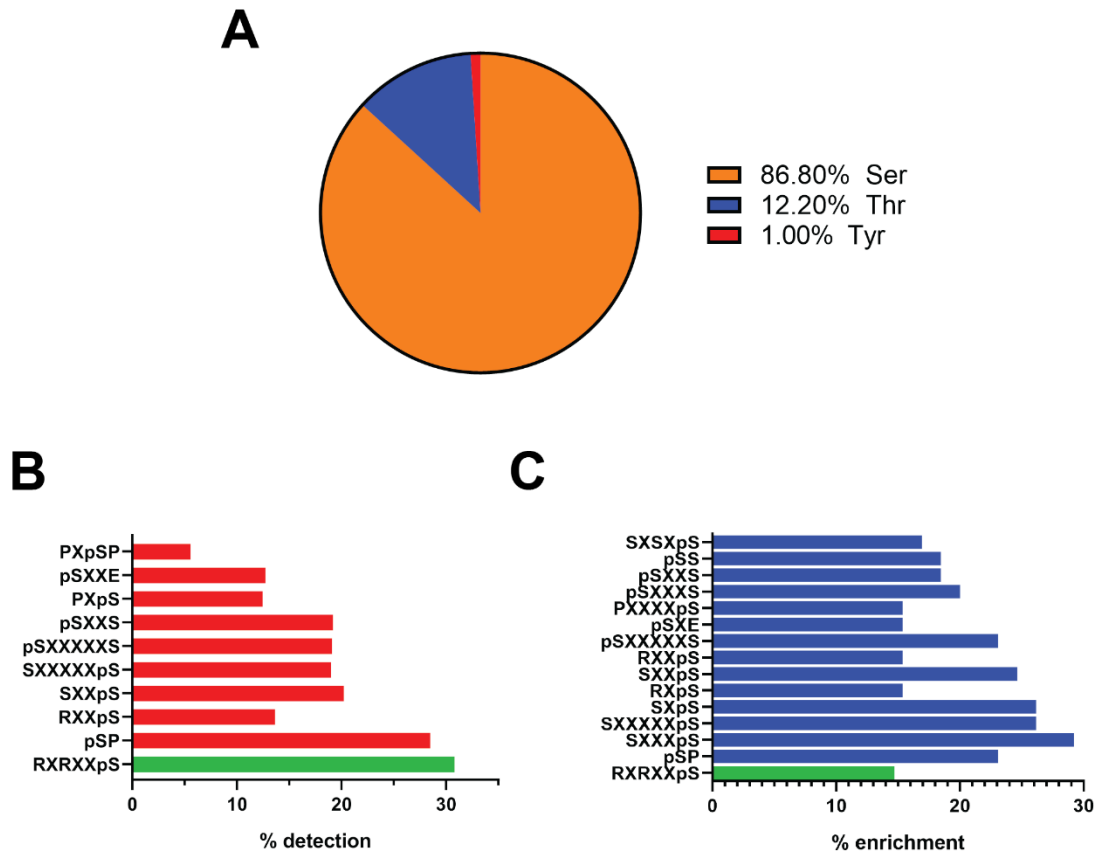 A
86.80% Ser
12.20% Thr
1.00% Tyr
B
PXpSP
pSXXE
PXpS
pSXXS
pSXXXXXS
SXXXXXpS
SXXpS
RXXpS
pSP
RXRXXpS
0 10 20 30
% detection
C
SXSXpS
pSS
pSXXS
pSXXXS
PXXXXpS
pSXE
pSXXXXXS
RXXpS
SXXpS
RXpS
SXpS
SXXXXXpS
SXXXpS
pSP
RXRXXpS
0 10 20 30
% enrichment